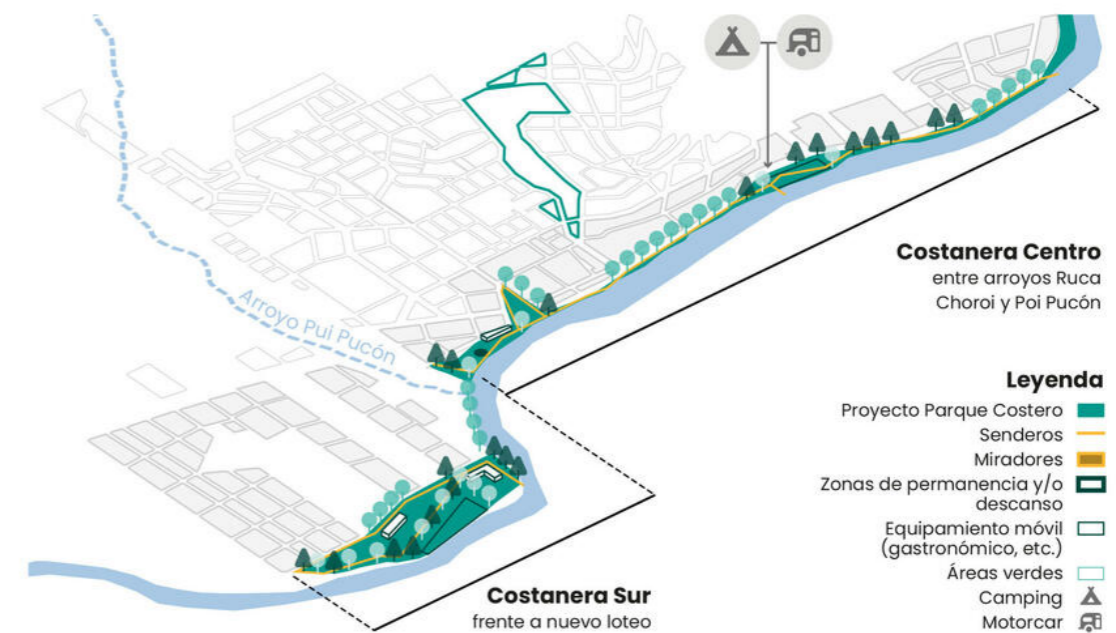 Arroyo Pui Pucón
Costanera Centro
entre arroyos Ruca
Choroi y Poi Pucón
Leyenda
Proyecto Parque Costero
Senderos
Miradores
Zonas de permanencia y/o
descanso
Equipamiento móvil
(gastronómico, etc.)
Áreas verdes
Camping
Motorcar
Costanera Sur
frente a nuevo loteo